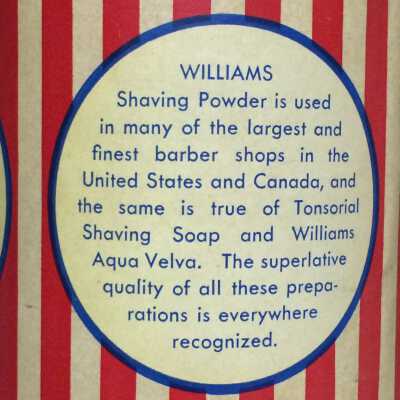 WILLIAMS
Shaving Powder is used
in many of the largest and
finest barber shops in the
United States and Canada, and
the same is true of Tonsorial
Shaving Soap and Williams
Aqua Velva. The superlative
quality of all these prepa-
rations is everywhere
recognized.